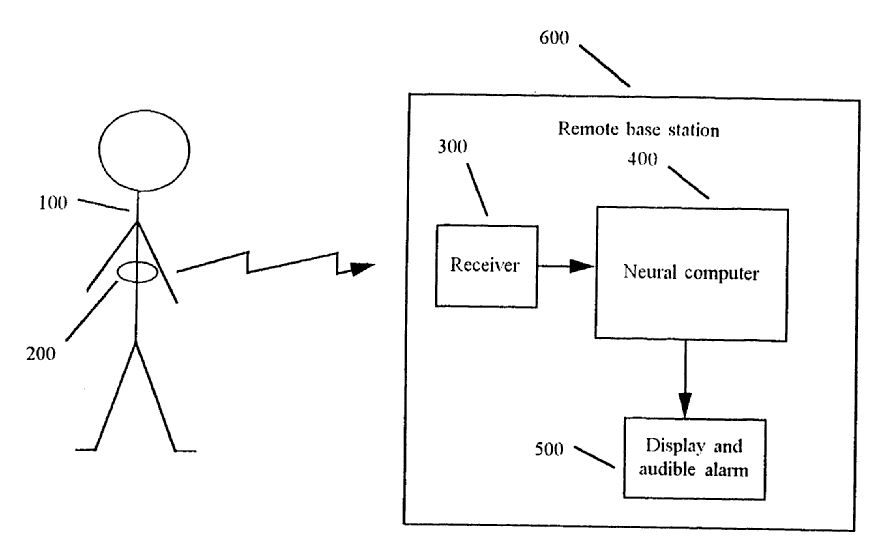 600
Remote base station
300
400
100
Receiver
Neural computer
200
500
Display and
audible alarm